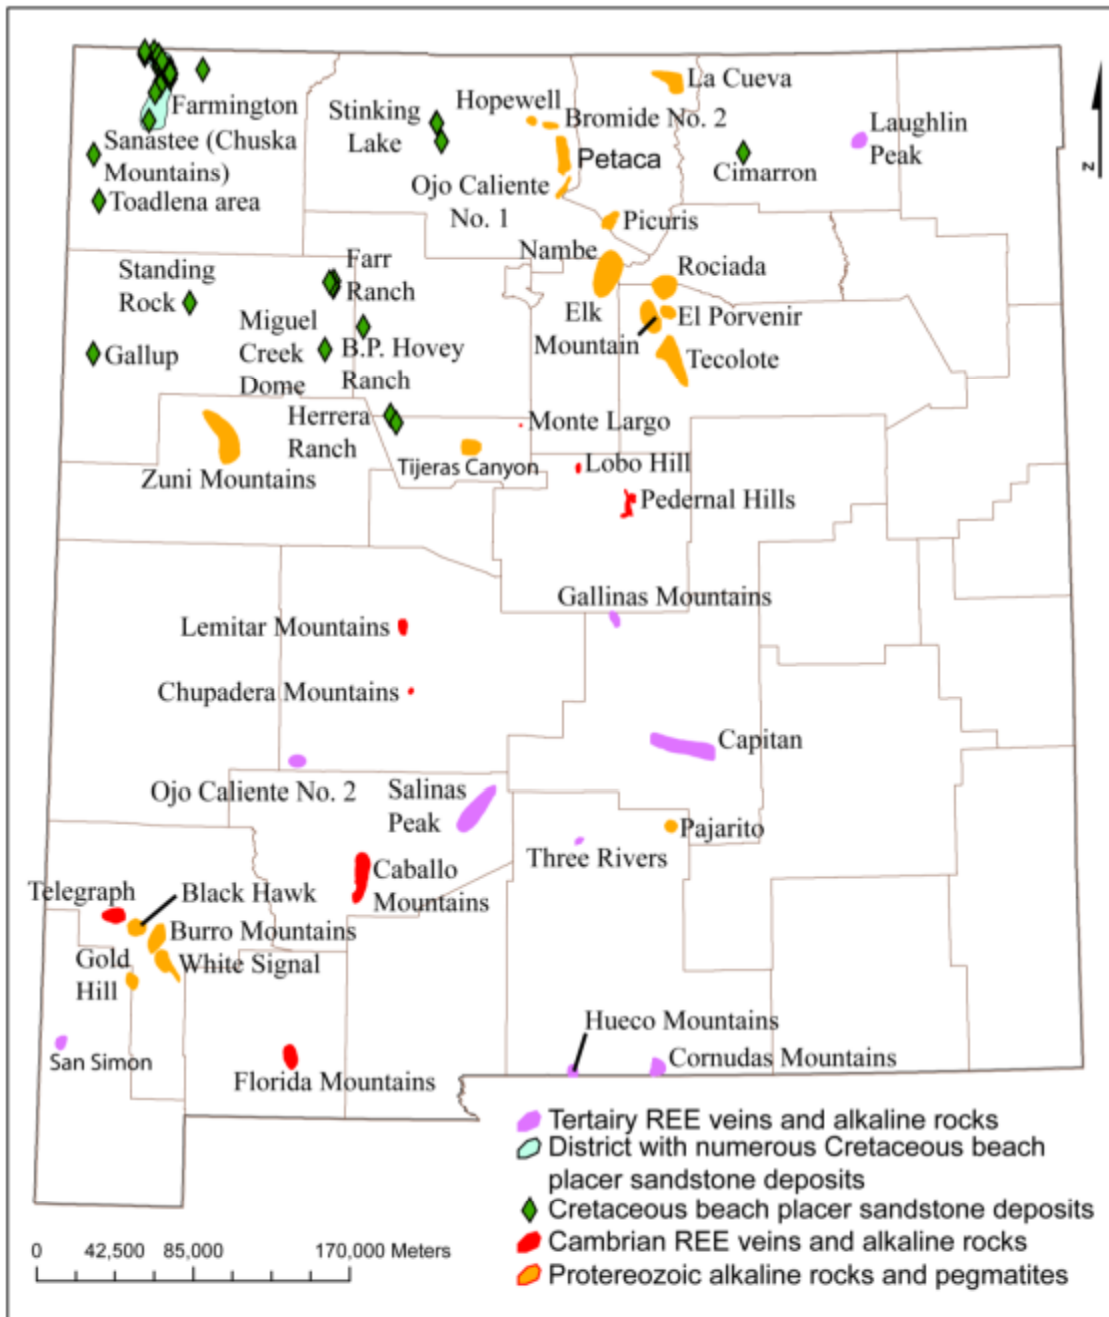 La Cueva
Hopewell
Bromide No. 2
Stinking
Lake
Petaca
Laughlin
Peak
Cimarron
Farmington
Sanastee (Chuska
Mountains)
Toadlena area
Ojo Caliente
No. 1
Picuris
Nambe
Rociada
Standing
Rock
Farr
Ranch
Elk
Mountain
El Porvenir
Tecolote
Miguel
Creek
Dome
B.P. Hovey
Ranch
Gallup
Herrera
Ranch
Monte Largo
Tijeras Canyon
Lobo Hill
Zuni Mountains
Pedernal Hills
Gallinas Mountains
Lemitar Mountains
Chupadera Mountains
Capitan
Ojo Caliente No. 2
Salinas
Peak
Pajarito
Three Rivers
Caballo
Mountains
Telegraph
Black Hawk
Burro Mountains
White Signal
Gold
Hill
Hueco Mountains
San Simon
Cornudas Mountains
Florida Mountains
Tertairy REE veins and alkaline rocks
District with numerous Cretaceous beach
placer sandstone deposits
Cretaceous beach placer sandstone deposits
Cambrian REE veins and alkaline rocks
Protereozoic alkaline rocks and pegmatites
0 42,500 85,000 170,000 Meters
N